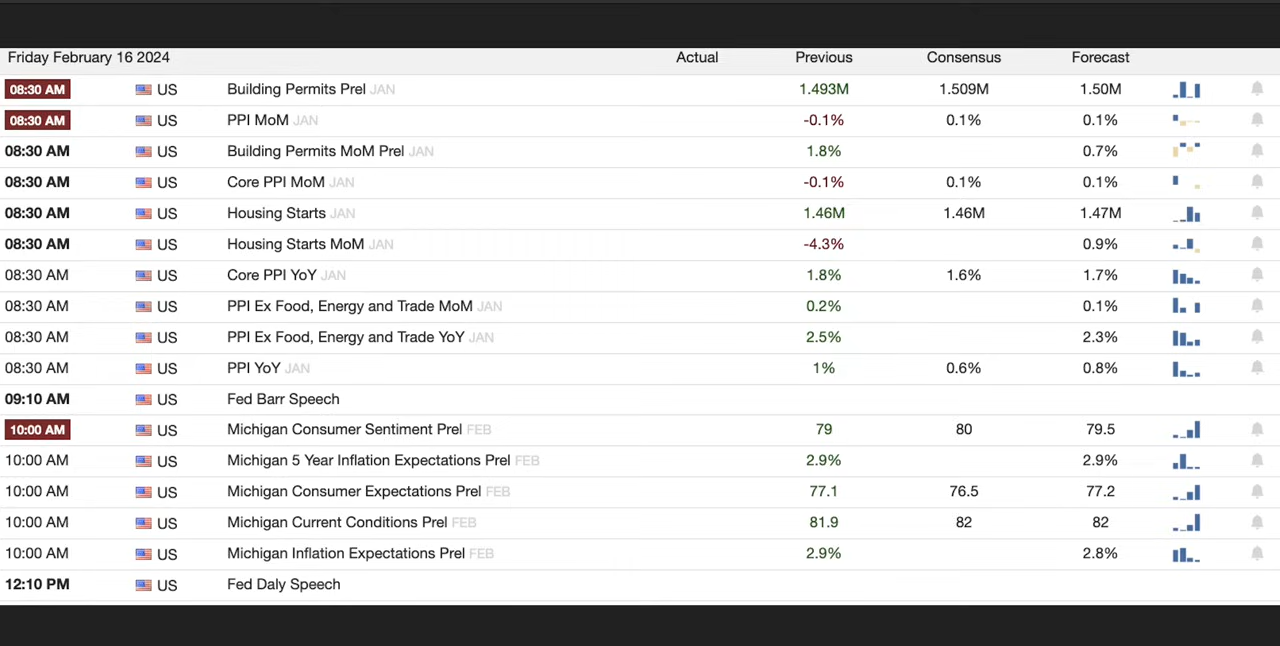 Friday February 16 2024 Actual Previous Consensus Forecast
08:30 AM US Building Permits Prel JAN 1.493M 1.509M 1.50M
08:30 AM US PPI MoM JAN -0.1% 0.1% 0.1%
08:30 AM US Building Permits MoM Prel JAN 1.8% 0.7%
08:30 AM US Core PPI MoM JAN -0.1% 0.1% 0.1%
08:30 AM US Housing Starts JAN 1.46M 1.46M 1.47M
08:30 AM US Housing Starts MoM JAN -4.3% 0.9%
08:30 AM US Core PPI YoY JAN 1.8% 1.6% 1.7%
08:30 AM US PPI Ex Food, Energy and Trade MoM JAN 0.2% 0.1%
08:30 AM US PPI Ex Food, Energy and Trade YoY JAN 2.5% 2.3%
08:30 AM US PPI YoY JAN 1% 0.6% 0.8%
09:10 AM US Fed Barr Speech
10:00 AM US Michigan Consumer Sentiment Prel FEB 79 80 79.5
10:00 AM US Michigan 5 Year Inflation Expectations Prel FEB 2.9% 2.9%
10:00 AM US Michigan Consumer Expectations Prel FEB 77.1 76.5 77.2
10:00 AM US Michigan Current Conditions Prel FEB 81.9 82 82
10:00 AM US Michigan Inflation Expectations Prel FEB 2.9% 2.8%
12:10 PM US Fed Daly Speech